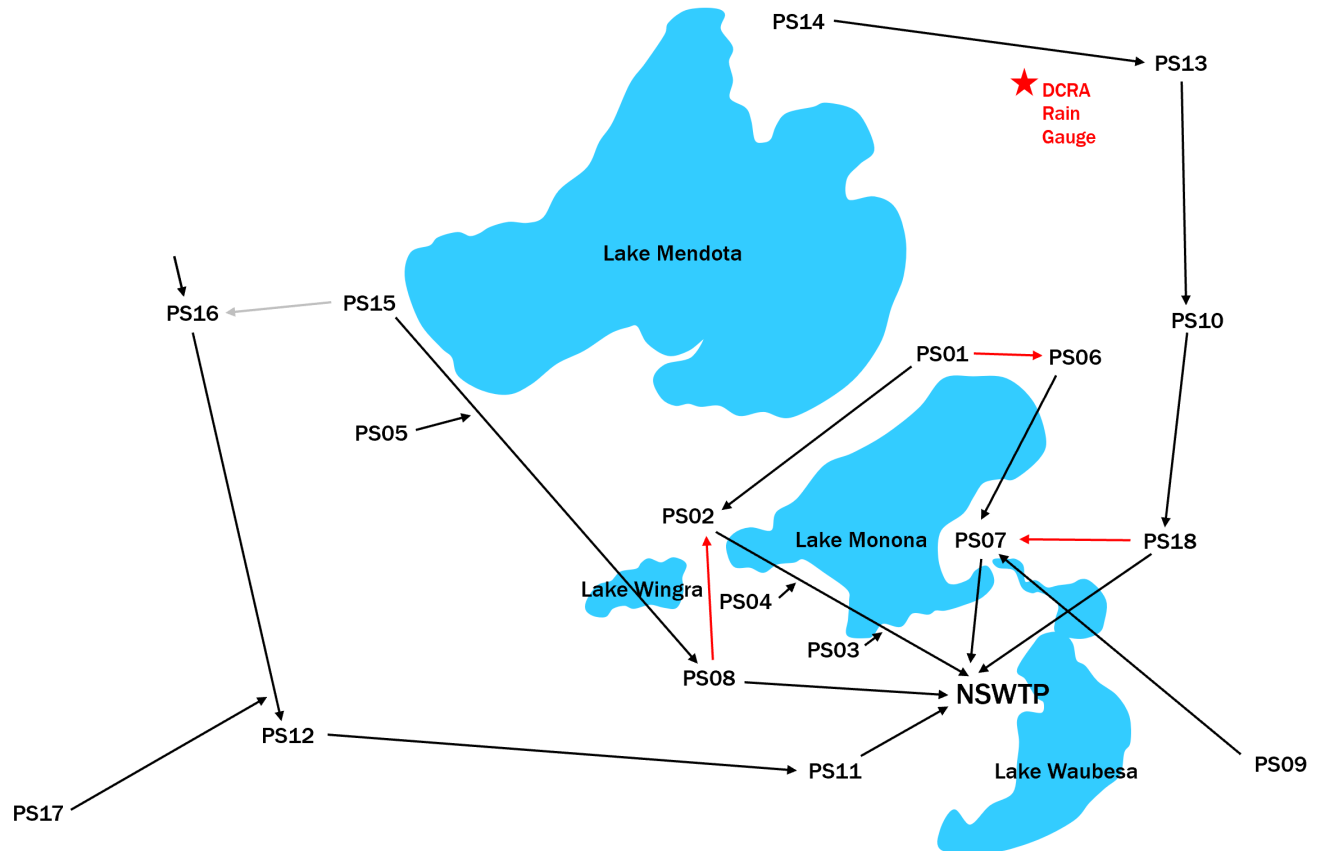 PS14
PS13
DCRA
Rain
Gauge
Lake Mendota
PS16
PS15
PS10
PS01
PS06
PS05
PS02
Lake Monona
PS07
PS18
Lake Wingra
PS04
PS03
PS08
NSWTP
PS12
PS11
Lake Waubesa
PS09
PS17